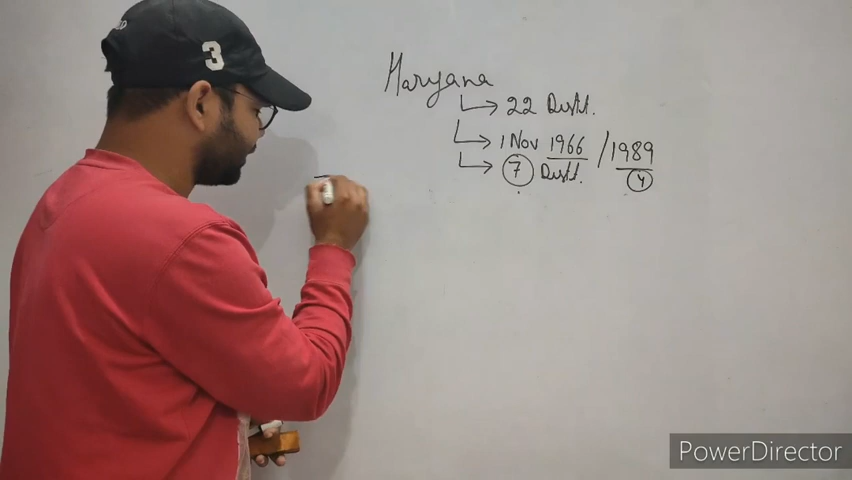 3
Haryana
22 Distt.
1 Nov 1966 / 1989
7 Distt. 4
PowerDirector